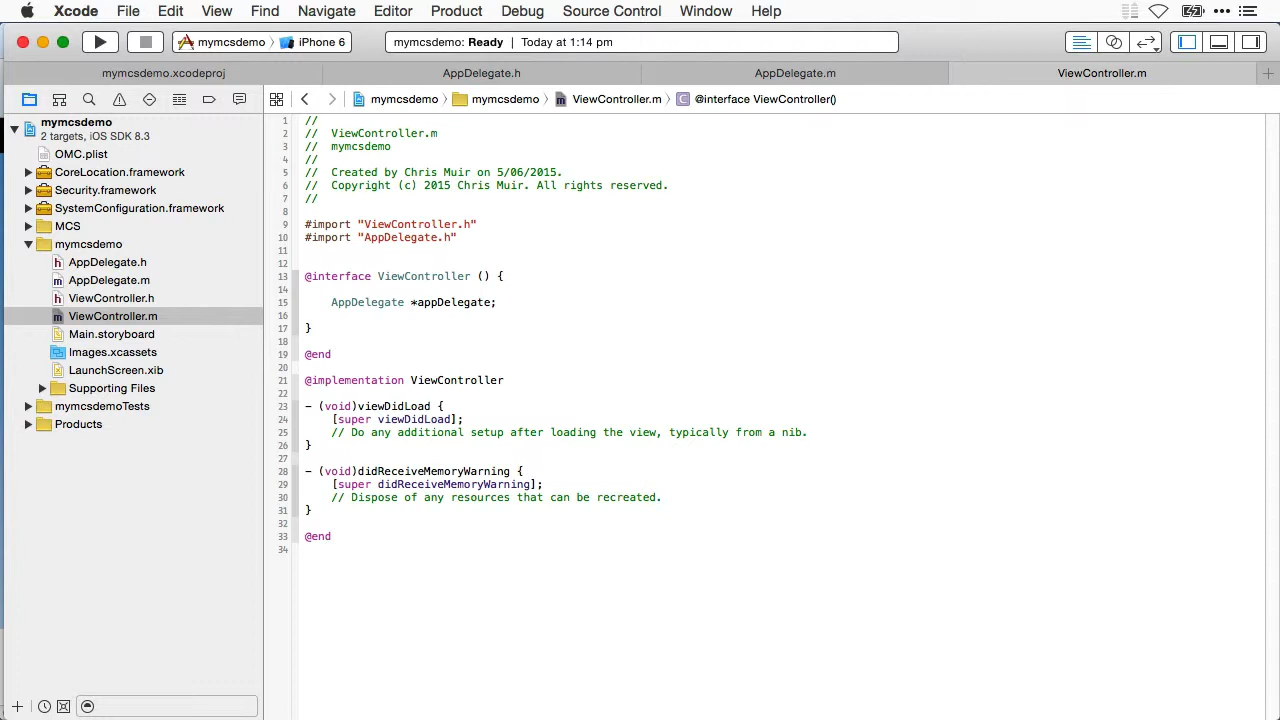 Xcode File Edit View Find Navigate Editor Product Debug Source Control Window Help
mymcsdemo iPhone 6 mymcsdemo: Ready | Today at 1:14 pm
mymcsdemo.xcodeproj AppDelegate.h AppDelegate.m ViewController.m
mymcsdemo mymcsdemo ViewController.m @interface ViewController()
mymcsdemo
2 targets, iOS SDK 8.3
OMC.plist
CoreLocation.framework
Security.framework
SystemConfiguration.framework
MCS
mymcsdemo
AppDelegate.h
AppDelegate.m
ViewController.h
ViewController.m
Main.storyboard
Images.xcassets
LaunchScreen.xib
Supporting Files
mymcsdemoTests
Products
1 //
2 //  ViewController.m
3 //  mymcsdemo
4 //
5 //  Created by Chris Muir on 5/06/2015.
6 //  Copyright (c) 2015 Chris Muir. All rights reserved.
7 //
8
9 #import "ViewController.h"
10 #import "AppDelegate.h"
11
12
13 @interface ViewController () {
14
15     AppDelegate *appDelegate;
16
17 }
18
19 @end
20
21 @implementation ViewController
22
23 - (void)viewDidLoad {
24     [super viewDidLoad];
25     // Do any additional setup after loading the view, typically from a nib.
26 }
27
28 - (void)didReceiveMemoryWarning {
29     [super didReceiveMemoryWarning];
30     // Dispose of any resources that can be recreated.
31 }
32
33 @end
34